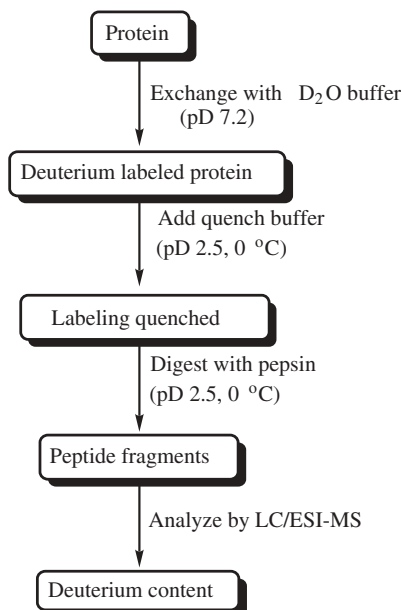 Protein
Exchange with D₂O buffer
(pD 7.2)
Deuterium labeled protein
Add quench buffer
(pD 2.5, 0 °C)
Labeling quenched
Digest with pepsin
(pD 2.5, 0 °C)
Peptide fragments
Analyze by LC/ESI-MS
Deuterium content